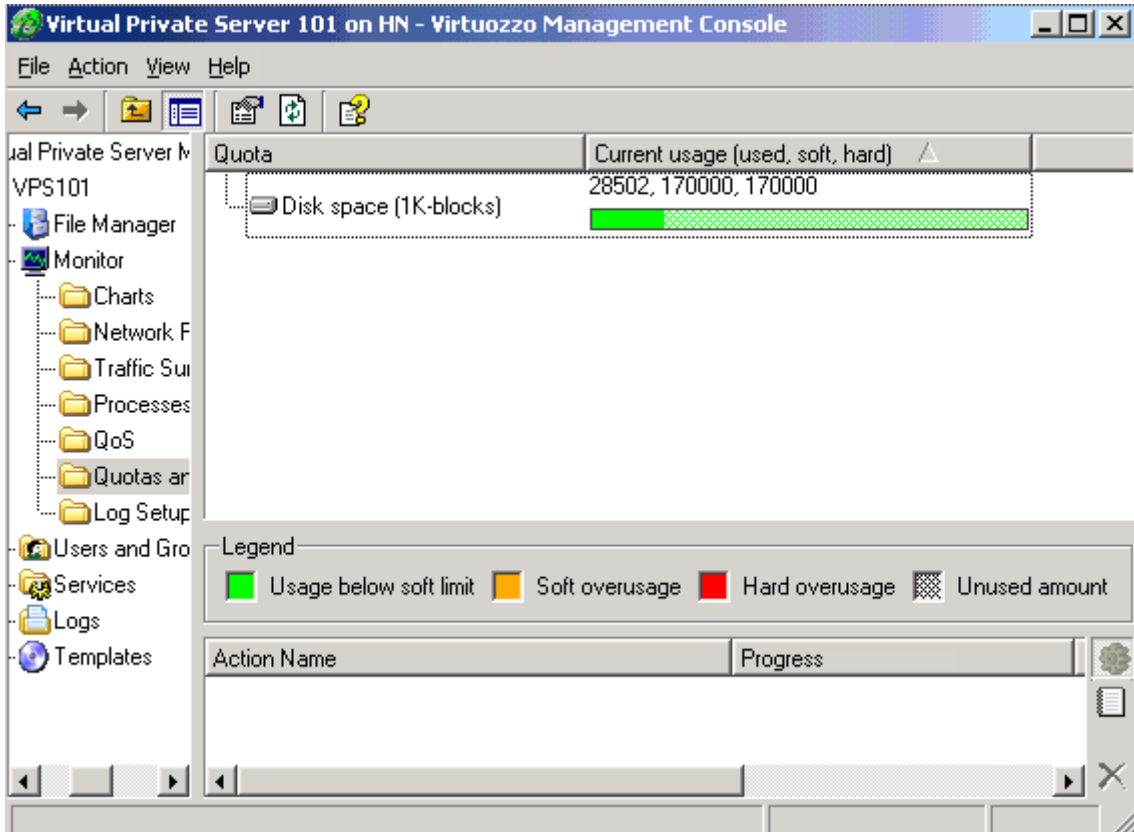 Virtual Private Server 101 on HN - Virtuozzo Management Console
File Action View Help
ual Private Server M
VPS101
File Manager
Monitor
Charts
Network F
Traffic Sur
Processes
QoS
Quotas an
Log Setup
Users and Gro
Services
Logs
Templates
Quota Current usage (used, soft, hard)
Disk space (1K-blocks) 28502, 170000, 170000
Legend
Usage below soft limit Soft overusage Hard overusage Unused amount
Action Name Progress